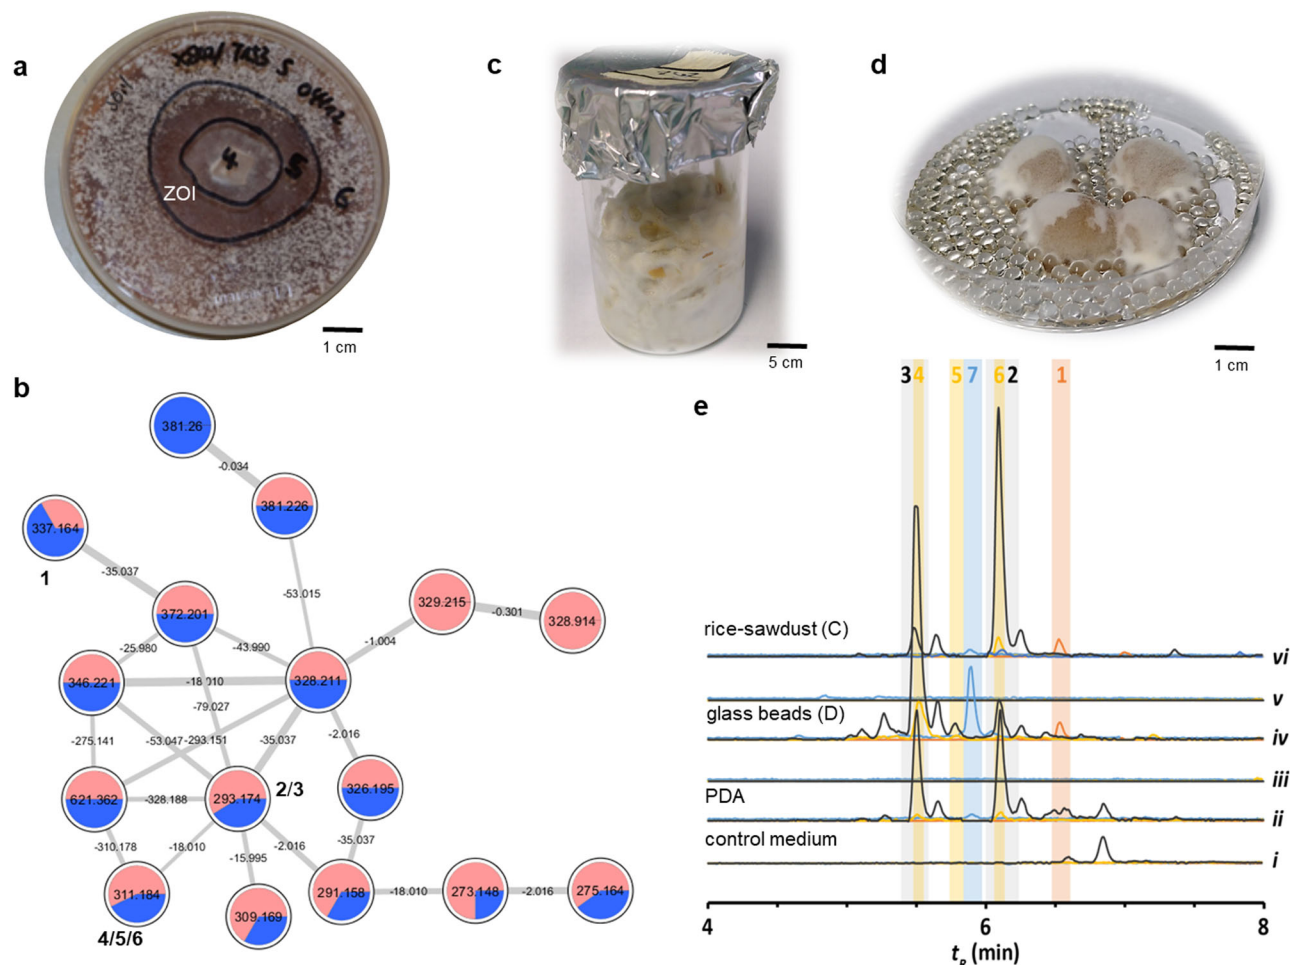 a
4
5
6
ZOI
1 cm
c
5 cm
d
1 cm
b
381.26
-0.034
381.226
337.164
1
-35.037
-53.015
372.201
329.215
-0.301
328.914
-1.004
-25.980
-43.990
346.221
-18.010
328.211
-79.027
-275.141
-53.047
-293.151
-35.037
-2.016
621.362
-328.188
293.174
2/3
326.195
-310.178
-18.010
-15.995
-2.016
-35.037
311.184
4/5/6
309.169
291.158
-18.010
273.148
-2.016
275.164
e
3 4 5 7 6 2 1
rice-sawdust (C)
vi
v
glass beads (D)
iv
iii
PDA
ii
control medium
i
4 6 8
tR (min)